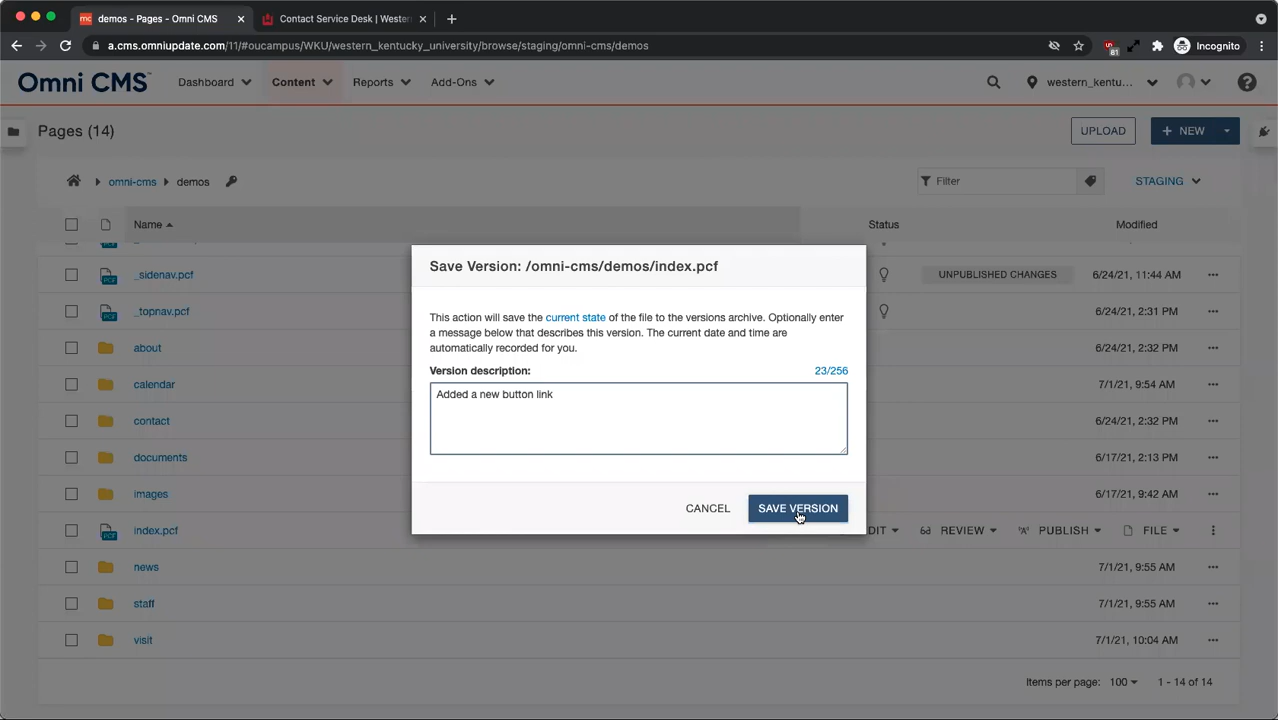 demos - Pages - Omni CMS
Contact Service Desk | Western
a.cms.omniupdate.com/11/#oucampus/WKU/western_kentucky_university/browse/staging/omni-cms/demos
81
Incognito
Omni CMS
Dashboard
Content
Reports
Add-Ons
western_kentu...
Pages (14)
UPLOAD
+ NEW
omni-cms
demos
Filter
STAGING
Name
Status
Modified
Save Version: /omni-cms/demos/index.pcf
This action will save the current state of the file to the versions archive. Optionally enter
a message below that describes this version. The current date and time are
automatically recorded for you.
Version description:
23/256
Added a new button link
CANCEL
SAVE VERSION
_sidenav.pcf
UNPUBLISHED CHANGES
6/24/21, 11:44 AM
_topnav.pcf
6/24/21, 2:31 PM
about
6/24/21, 2:32 PM
calendar
7/1/21, 9:54 AM
contact
6/24/21, 2:32 PM
documents
6/17/21, 2:13 PM
images
6/17/21, 9:42 AM
index.pcf
DIT
REVIEW
PUBLISH
FILE
news
7/1/21, 9:55 AM
staff
7/1/21, 9:55 AM
visit
7/1/21, 10:04 AM
Items per page: 100
1 - 14 of 14